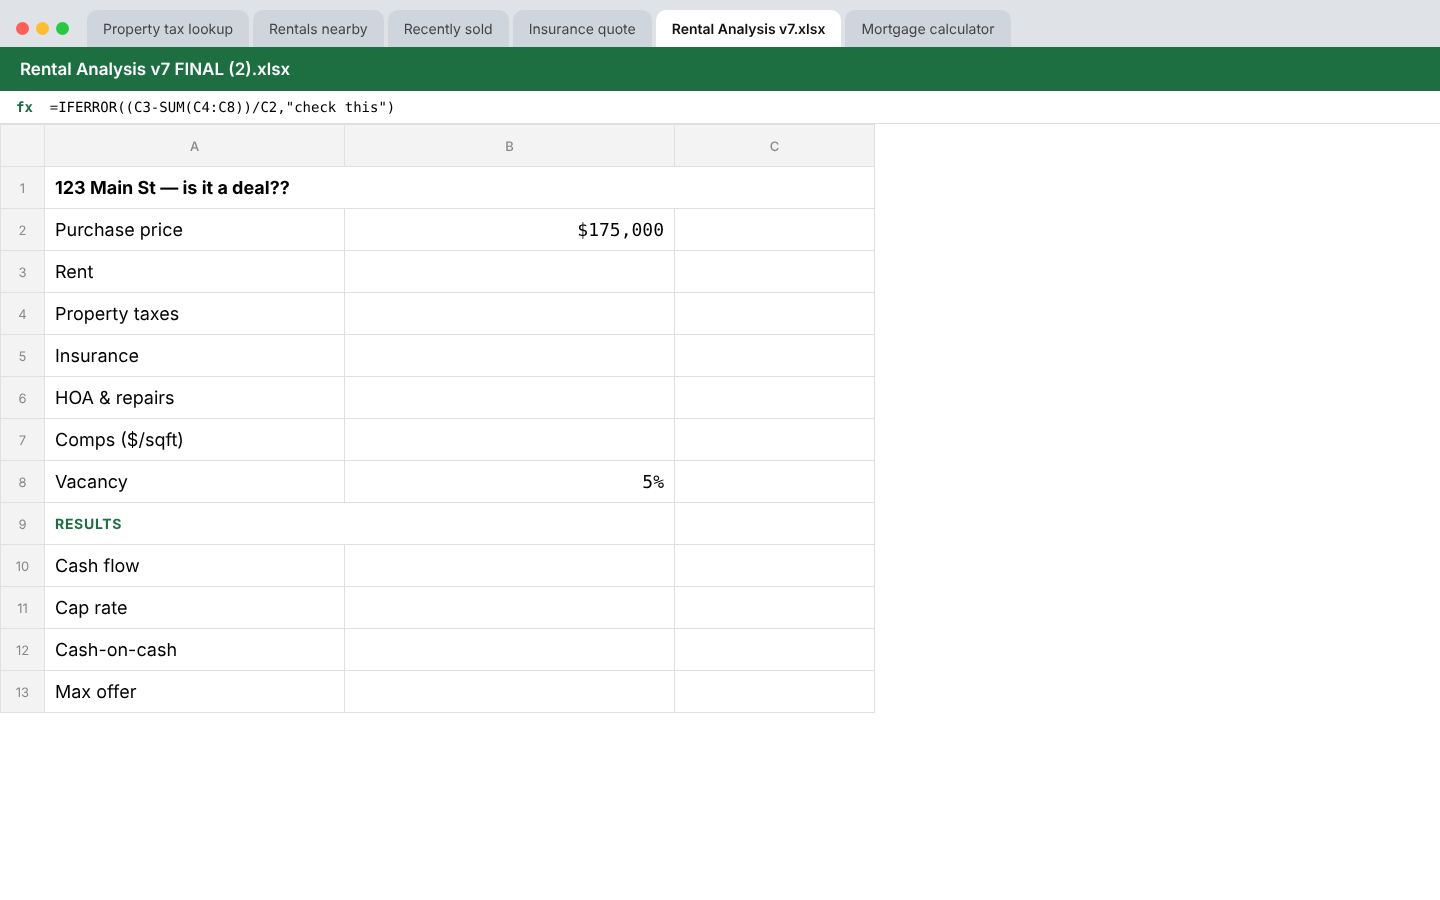 Property tax lookup Rentals nearby Recently sold Insurance quote Rental Analysis v7.xlsx Mortgage calculator
Rental Analysis v7 FINAL (2).xlsx
fx =IFERROR((C3-SUM(C4:C8))/C2,"check this")
A B C
1 123 Main St — is it a deal??
2 Purchase price $175,000
3 Rent
4 Property taxes
5 Insurance
6 HOA & repairs
7 Comps ($/sqft)
8 Vacancy 5%
9 RESULTS
10 Cash flow
11 Cap rate
12 Cash-on-cash
13 Max offer